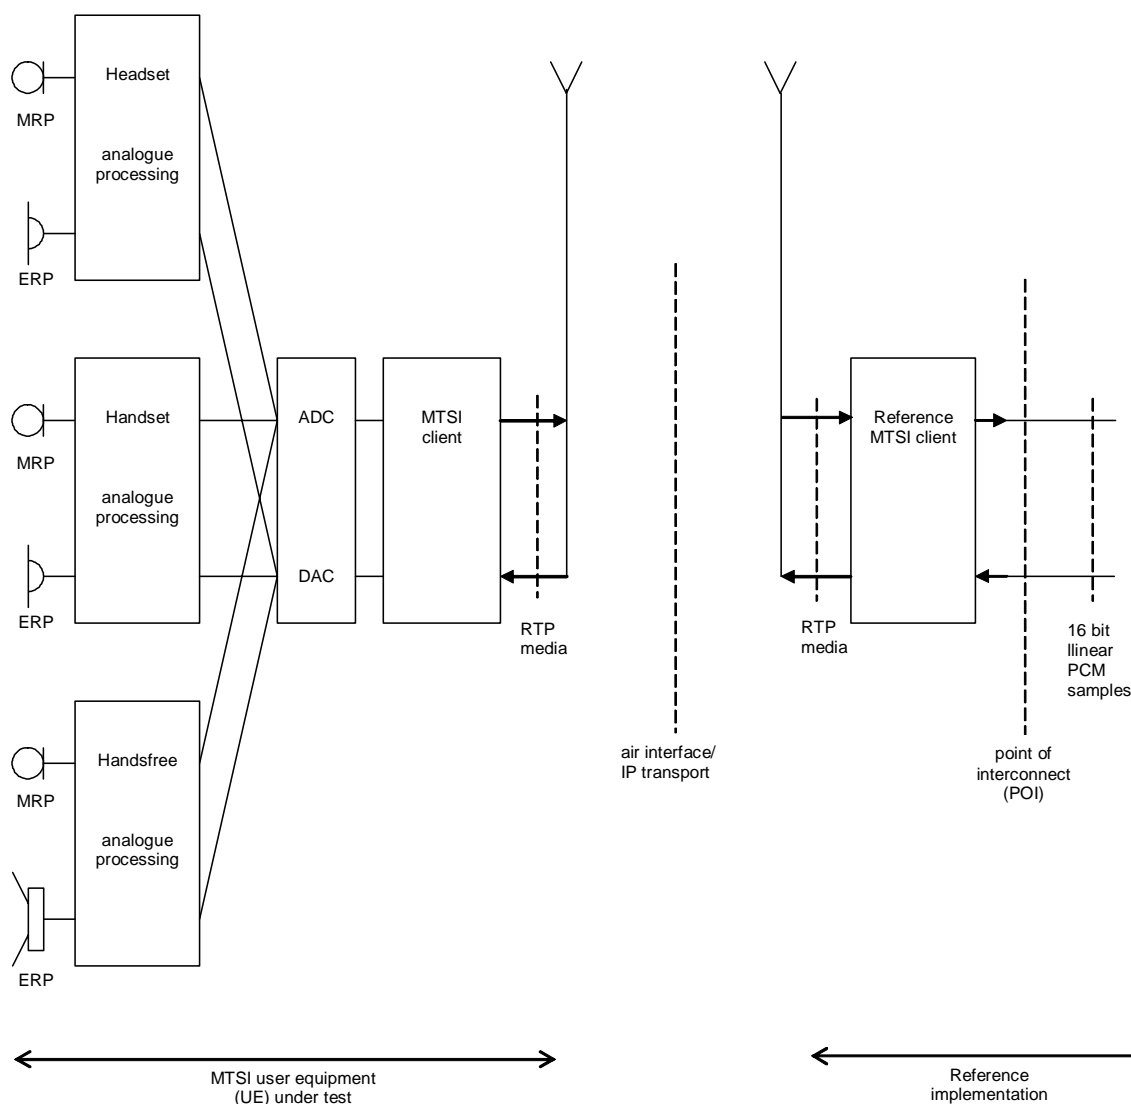 Headset
MRP
analogue
processing
ERP
Handset
MRP
analogue
processing
ERP
Handsfree
MRP
analogue
processing
ERP
ADC
DAC
MTSI
client
RTP
media
air interface/
IP transport
RTP
media
Reference
MTSI client
point of
interconnect
(POI)
16 bit
llinear
PCM
samples
MTSI user equipment
(UE) under test
Reference
implementation